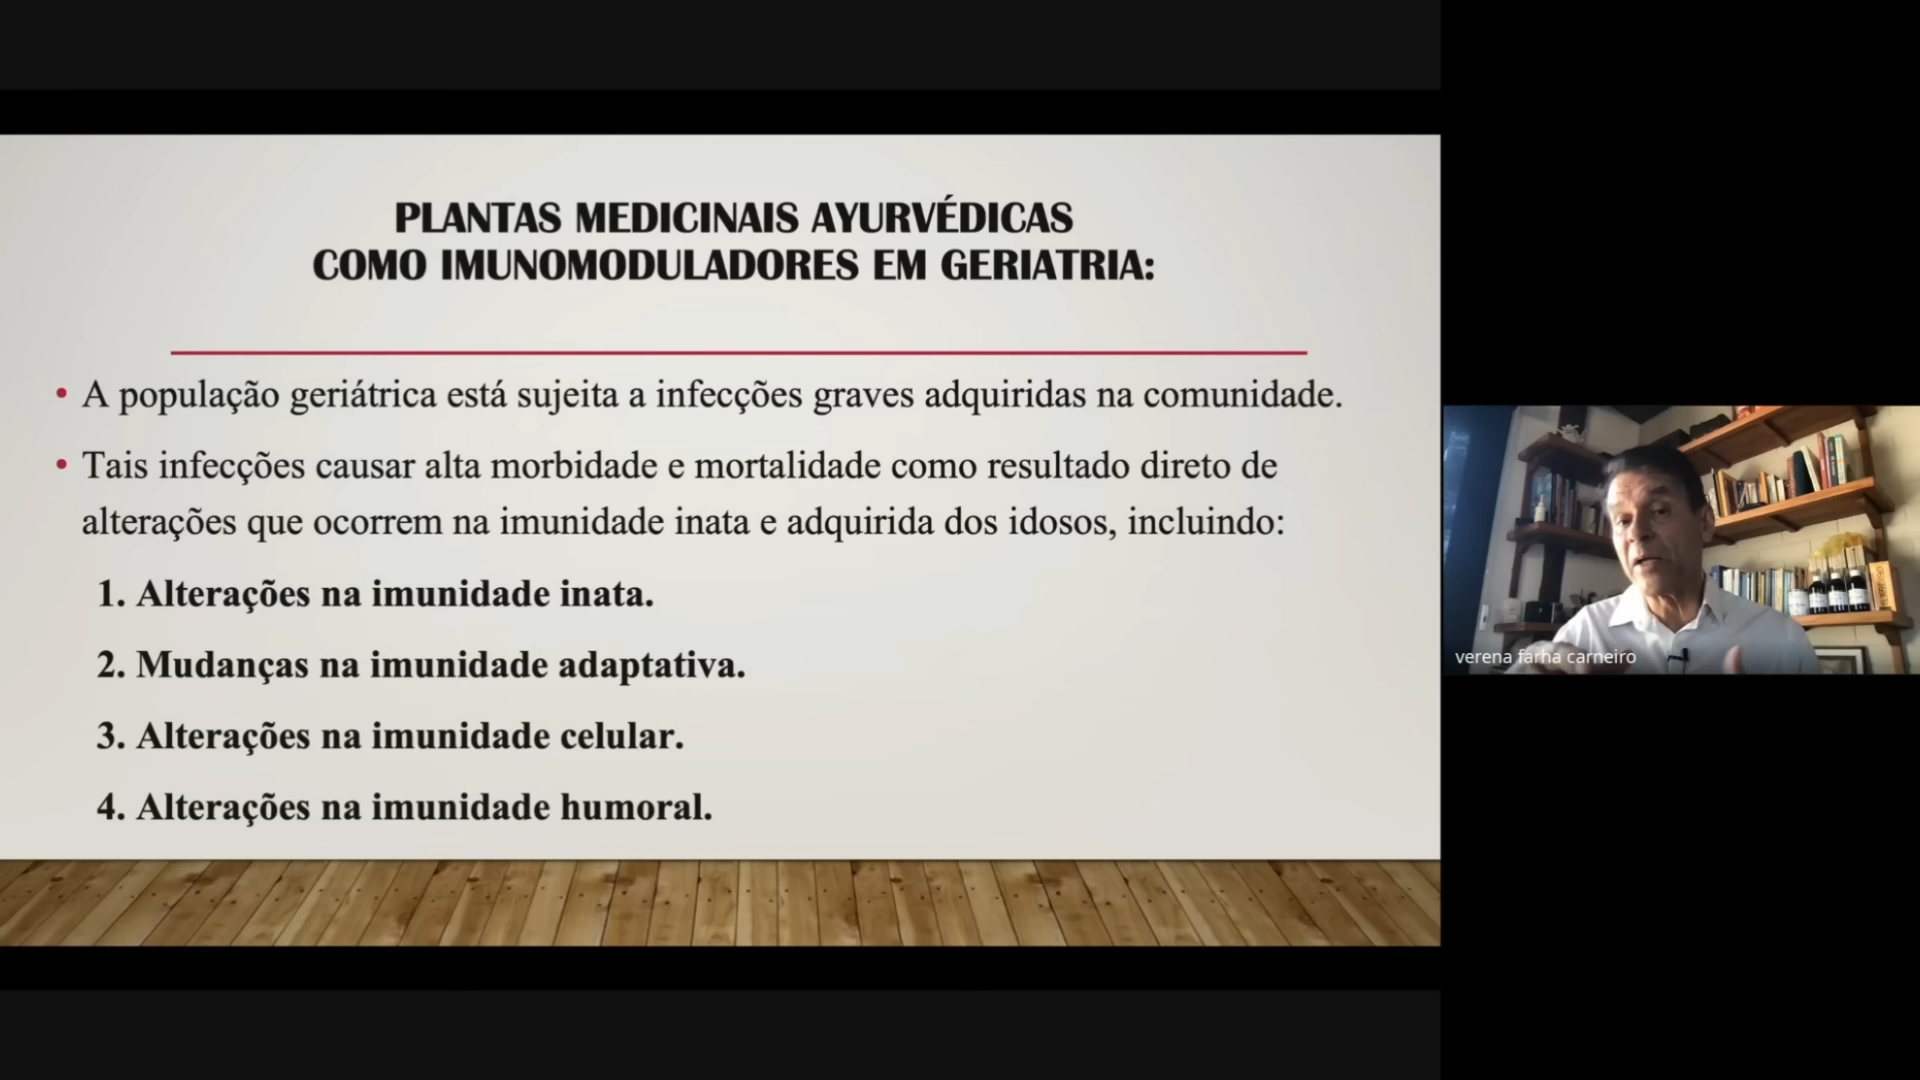 PLANTAS MEDICINAIS AYURVÉDICAS
COMO IMUNOMODULADORES EM GERIATRIA:
• A população geriátrica está sujeita a infecções graves adquiridas na comunidade.
• Tais infecções causar alta morbidade e mortalidade como resultado direto de
alterações que ocorrem na imunidade inata e adquirida dos idosos, incluindo:
1. Alterações na imunidade inata.
2. Mudanças na imunidade adaptativa.
3. Alterações na imunidade celular.
4. Alterações na imunidade humoral.
verena farha carneiro